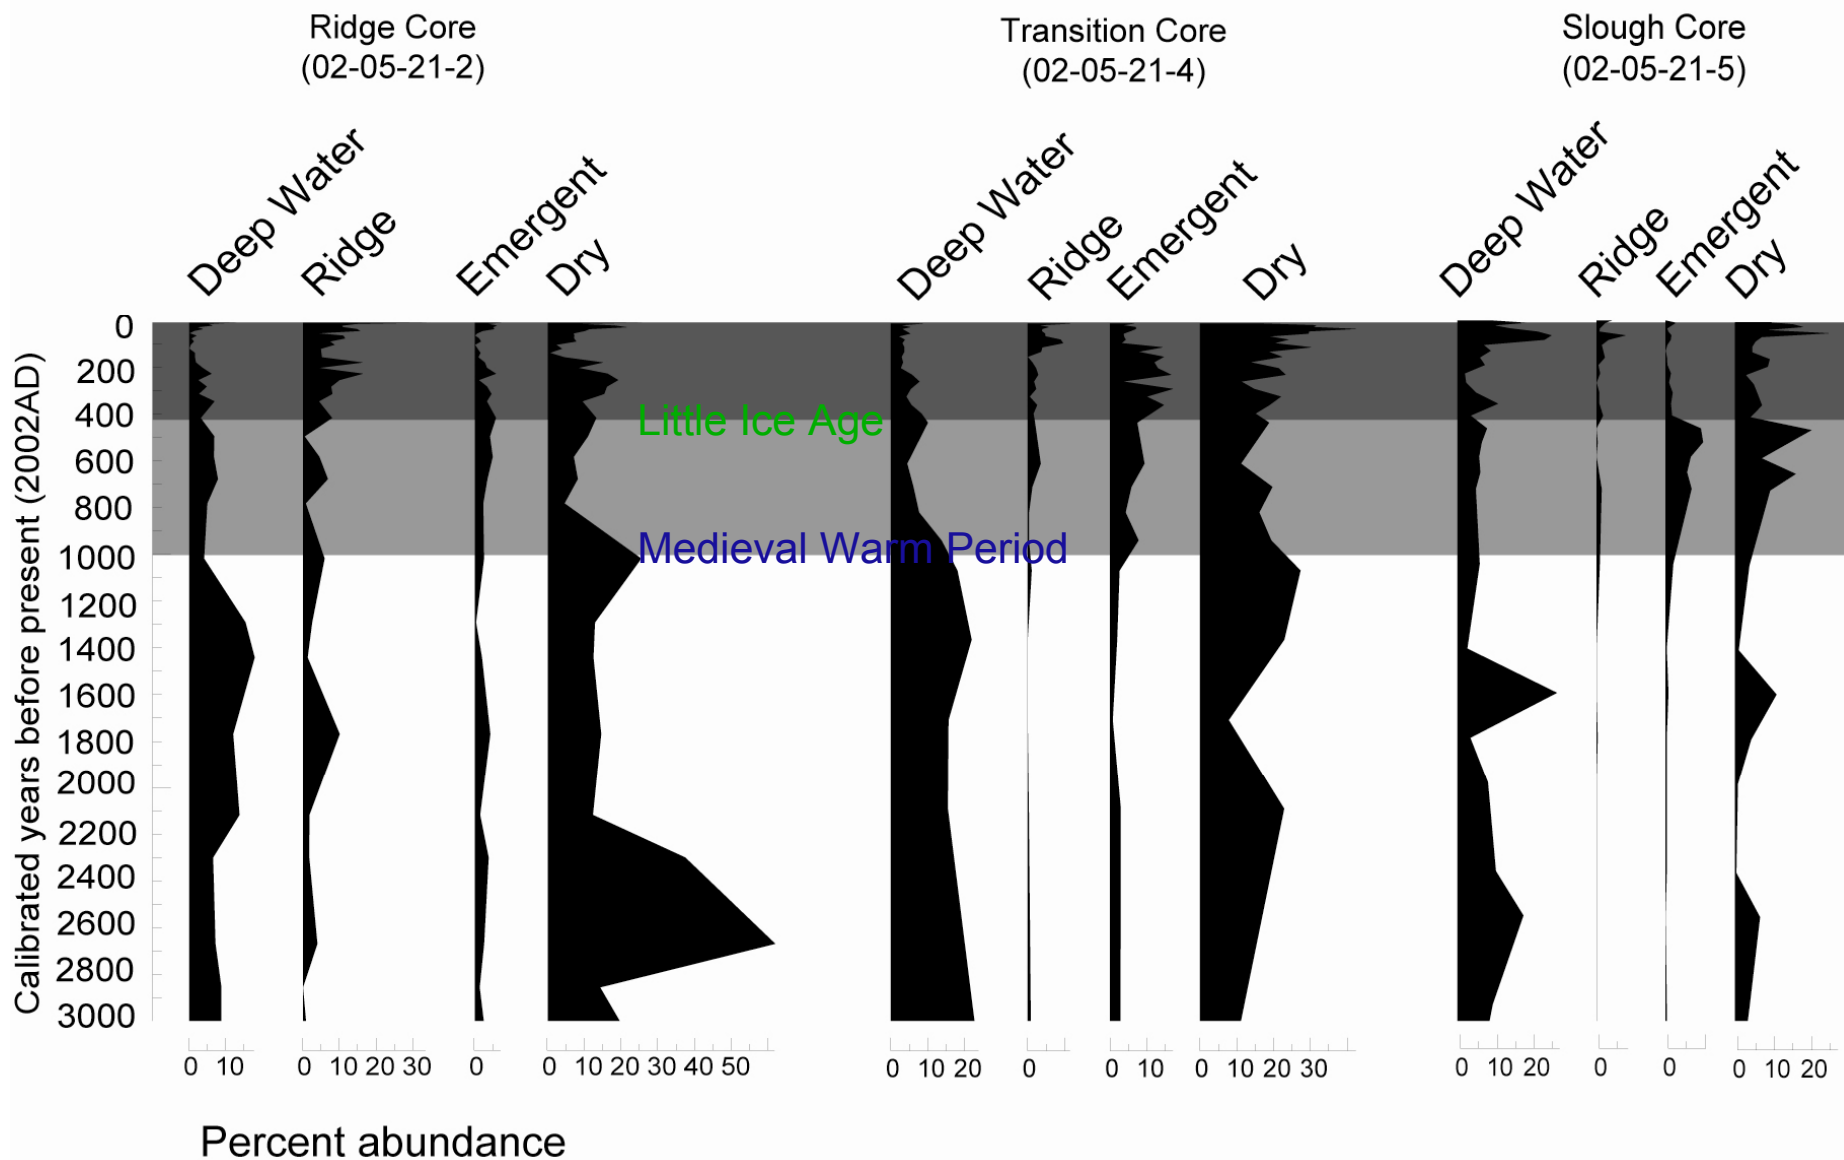 Ridge Core
(02-05-21-2)
Transition Core
(02-05-21-4)
Slough Core
(02-05-21-5)
Deep Water
Ridge
Emergent
Dry
Deep Water
Ridge
Emergent
Dry
Deep Water
Ridge
Emergent
Dry
Calibrated years before present (2002AD)
0
200
400
600
800
1000
1200
1400
1600
1800
2000
2200
2400
2600
2800
3000
Little Ice Age
Medieval Warm Period
0 10
0 10 20 30
0
0 10 20 30 40 50
0 10 20
0
0 10
0 10 20 30
0 10 20
0
0
0 10 20
Percent abundance